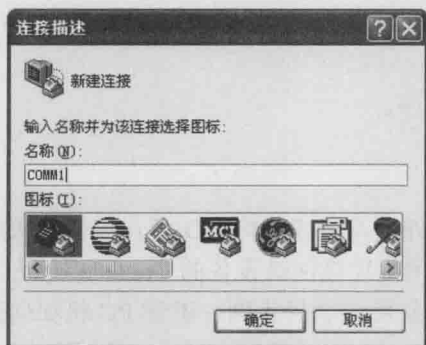 连接描述
新建连接
输入名称并为该连接选择图标:
名称(N):
COMM1
图标(I):
MCI
确定
取消